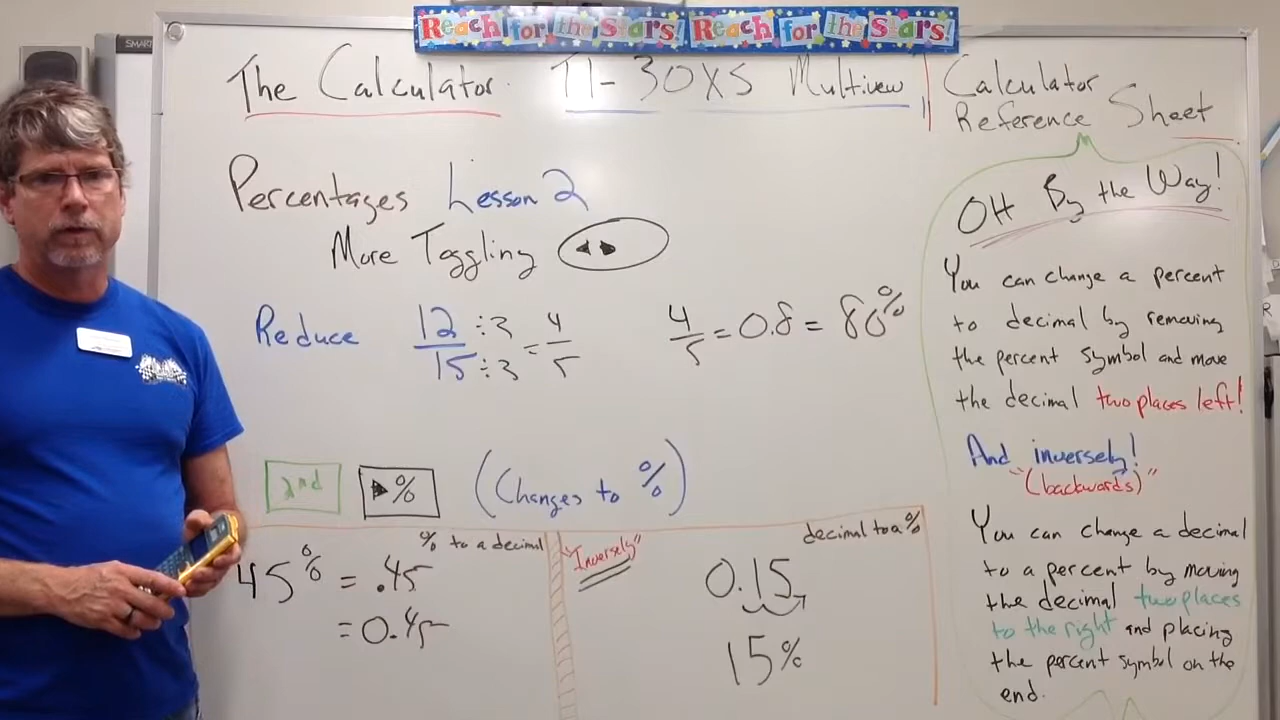 Reach for the Stars! Reach for the Stars!
SMART
The Calculator TI-30XS Multiview
Calculator
Reference Sheet
Percentages Lesson 2
More Toggling ◀ ▶
Reduce 12/15 ÷3/÷3 = 4/5
4/5 = 0.8 = 80%
2nd ▶% (Changes to %)
% to a decimal
45% = .45
= 0.45
"Inversely"
decimal to a %
0.15
15%
OH By the Way!
You can change a percent
to decimal by removing
the percent symbol and move
the decimal two places left!
And inversely!
"(backwards)"
You can change a decimal
to a percent by moving
the decimal two places
to the right and placing
the percent symbol on the
end.